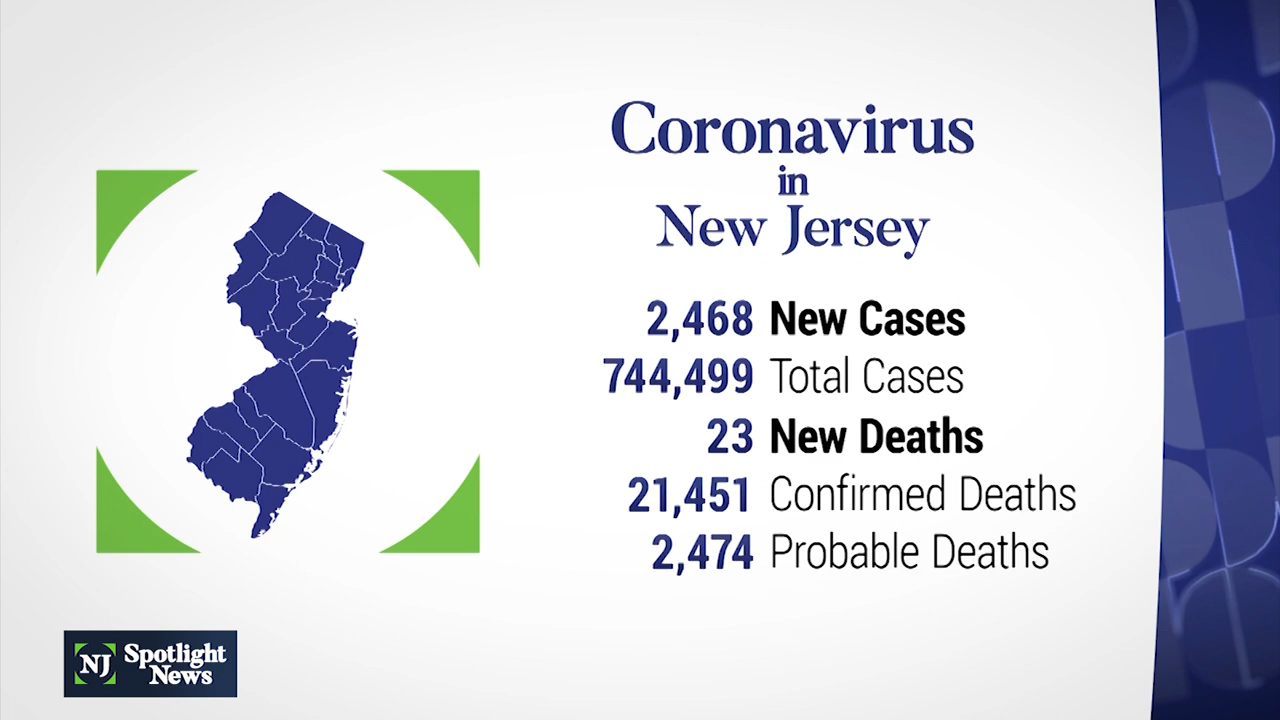 Coronavirus
in
New Jersey
2,468 New Cases
744,499 Total Cases
23 New Deaths
21,451 Confirmed Deaths
2,474 Probable Deaths
NJ Spotlight
News